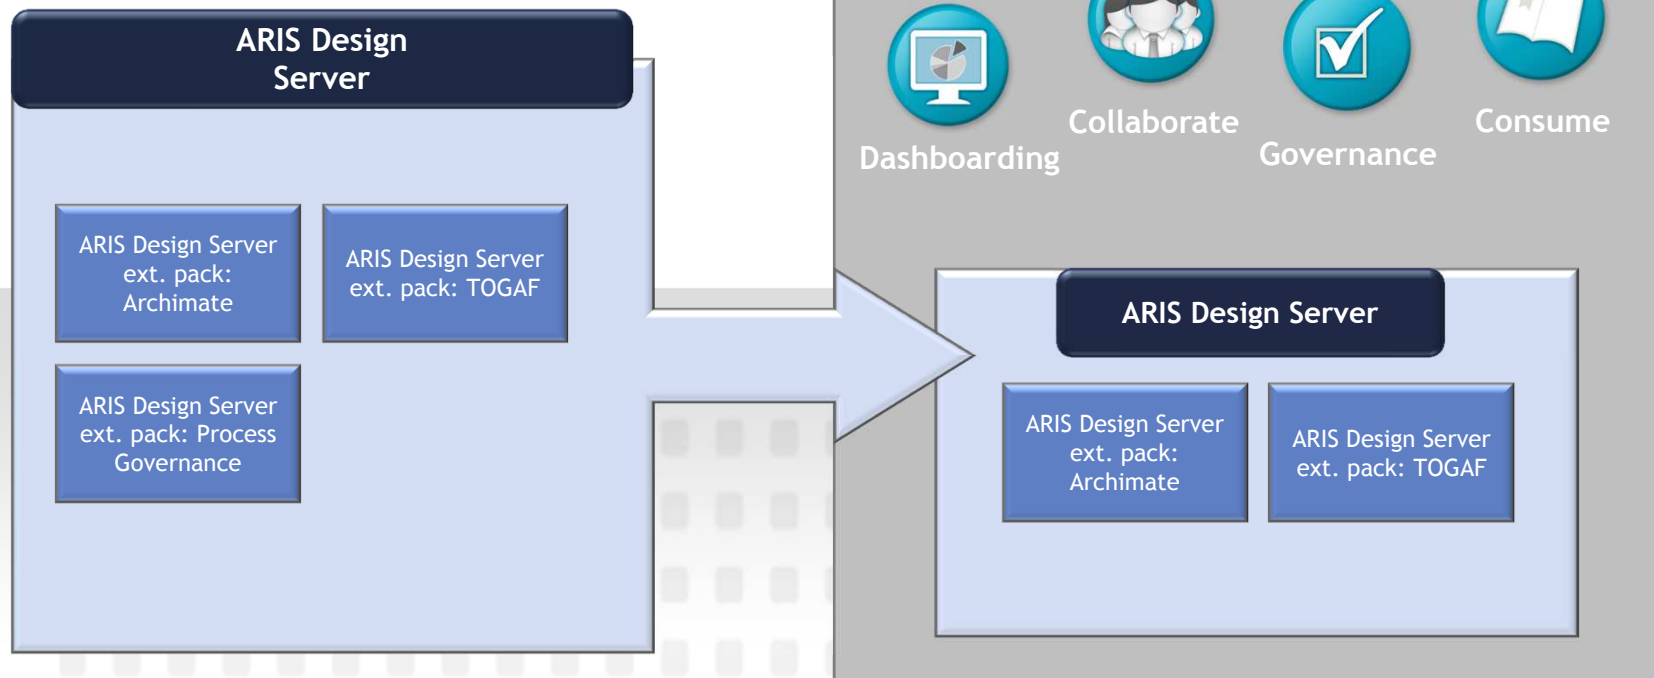 ARIS Design
Server
ARIS Design Server
ext. pack:
Archimate
ARIS Design Server
ext. pack: TOGAF
ARIS Design Server
ext. pack: Process
Governance
Dashboarding
Collaborate
Governance
Consume
ARIS Design Server
ARIS Design Server
ext. pack:
Archimate
ARIS Design Server
ext. pack: TOGAF